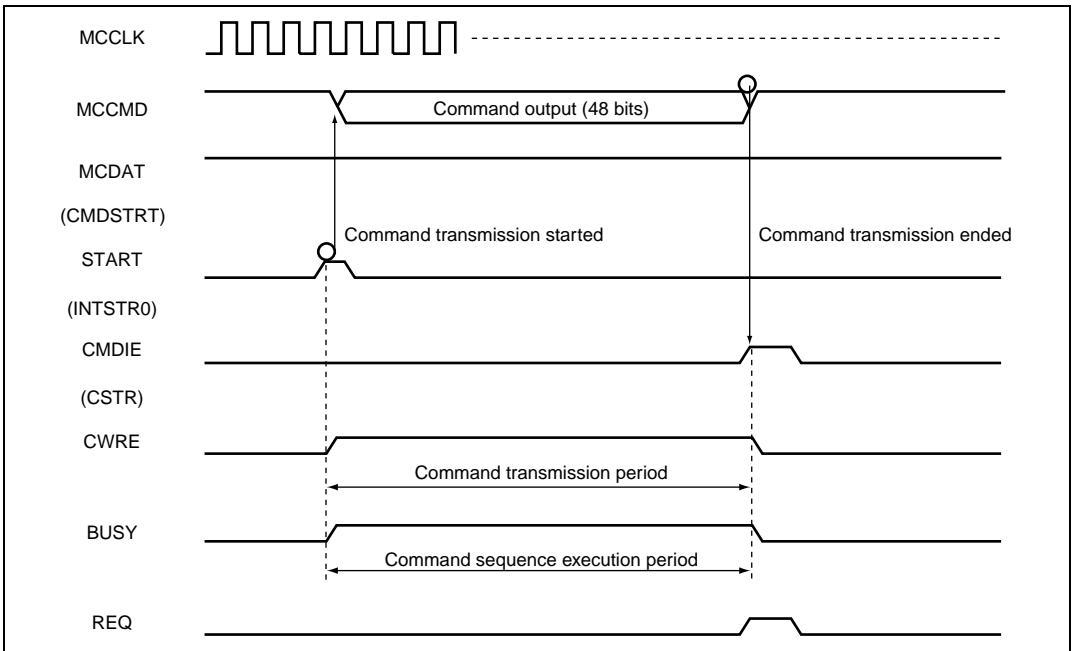 MCCLK
MCCMD
Command output (48 bits)
MCDAT
(CMDSTRT)
Command transmission started
Command transmission ended
START
(INTSTR0)
CMDIE
(CSTR)
CWRE
Command transmission period
BUSY
Command sequence execution period
REQ